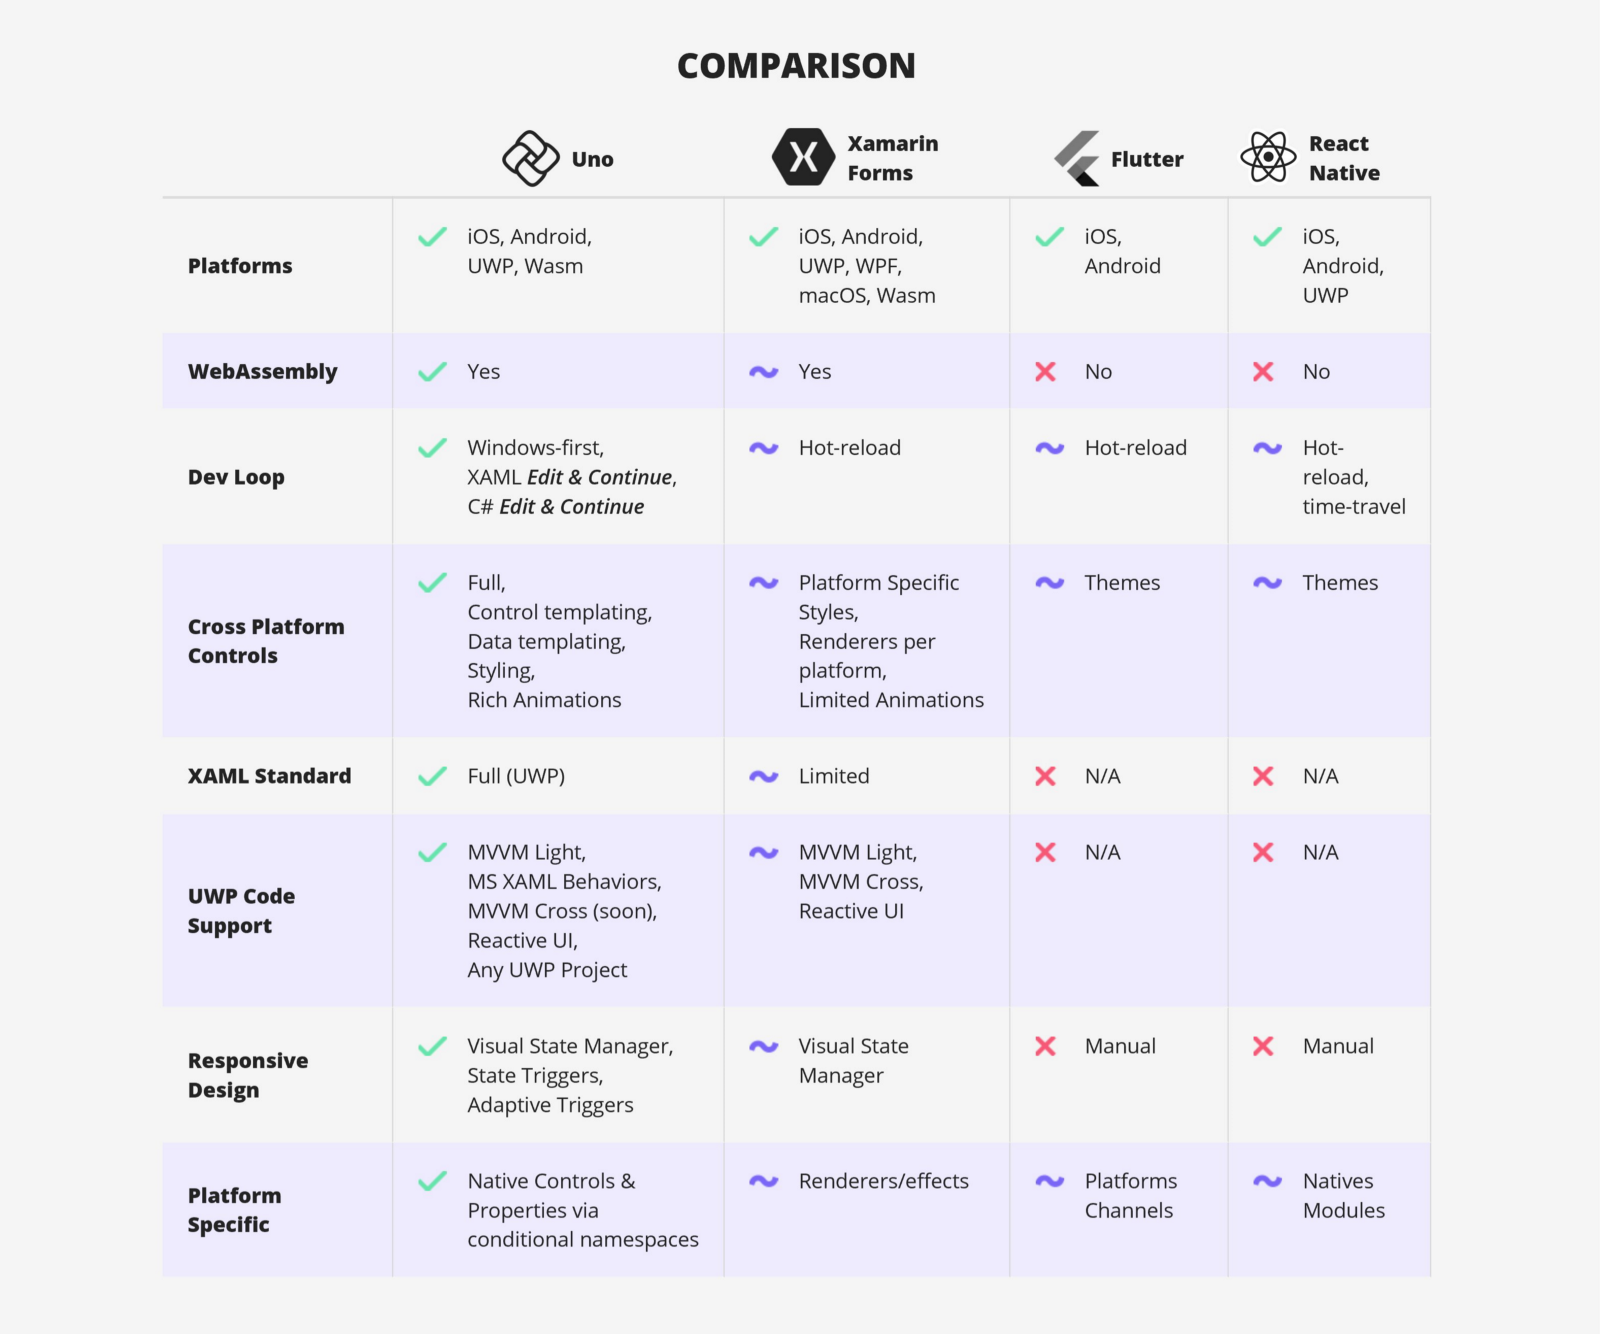 COMPARISON
Uno
Xamarin
Forms
Flutter
React
Native
Platforms
iOS, Android,
UWP, Wasm
iOS, Android,
UWP, WPF,
macOS, Wasm
iOS,
Android
iOS,
Android,
UWP
WebAssembly
Yes
Yes
No
No
Dev Loop
Windows-first,
XAML Edit & Continue,
C# Edit & Continue
Hot-reload
Hot-reload
Hot-
reload,
time-travel
Cross Platform
Controls
Full,
Control templating,
Data templating,
Styling,
Rich Animations
Platform Specific
Styles,
Renderers per
platform,
Limited Animations
Themes
Themes
XAML Standard
Full (UWP)
Limited
N/A
N/A
UWP Code
Support
MVVM Light,
MS XAML Behaviors,
MVVM Cross (soon),
Reactive UI,
Any UWP Project
MVVM Light,
MVVM Cross,
Reactive UI
N/A
N/A
Responsive
Design
Visual State Manager,
State Triggers,
Adaptive Triggers
Visual State
Manager
Manual
Manual
Platform
Specific
Native Controls &
Properties via
conditional namespaces
Renderers/effects
Platforms
Channels
Natives
Modules